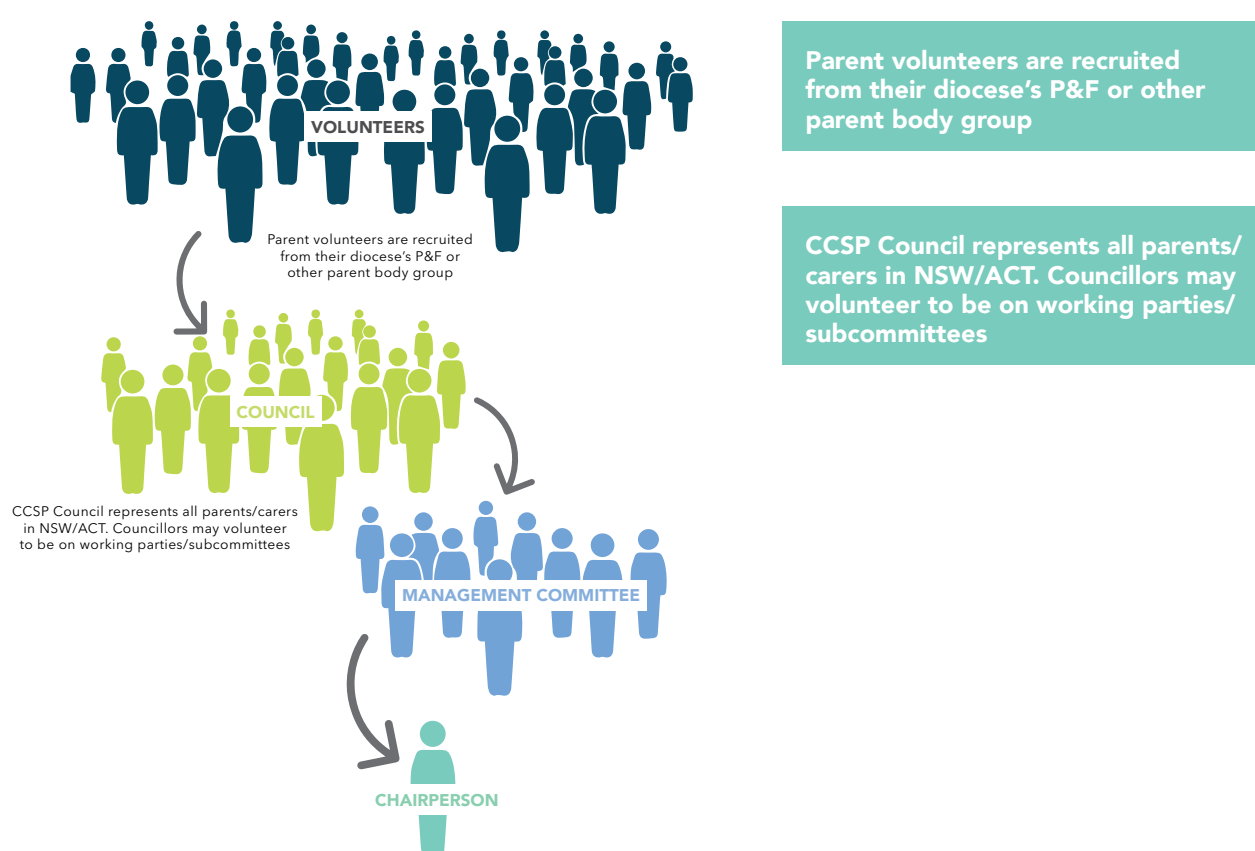 VOLUNTEERS
Parent volunteers are recruited
from their diocese’s P&F or
other parent body group
COUNCIL
CCSP Council represents all parents/carers
in NSW/ACT. Councillors may volunteer
to be on working parties/subcommittees
MANAGEMENT COMMITTEE
CHAIRPERSON
Parent volunteers are recruited
from their diocese’s P&F or other
parent body group
CCSP Council represents all parents/
carers in NSW/ACT. Councillors may
volunteer to be on working parties/
subcommittees